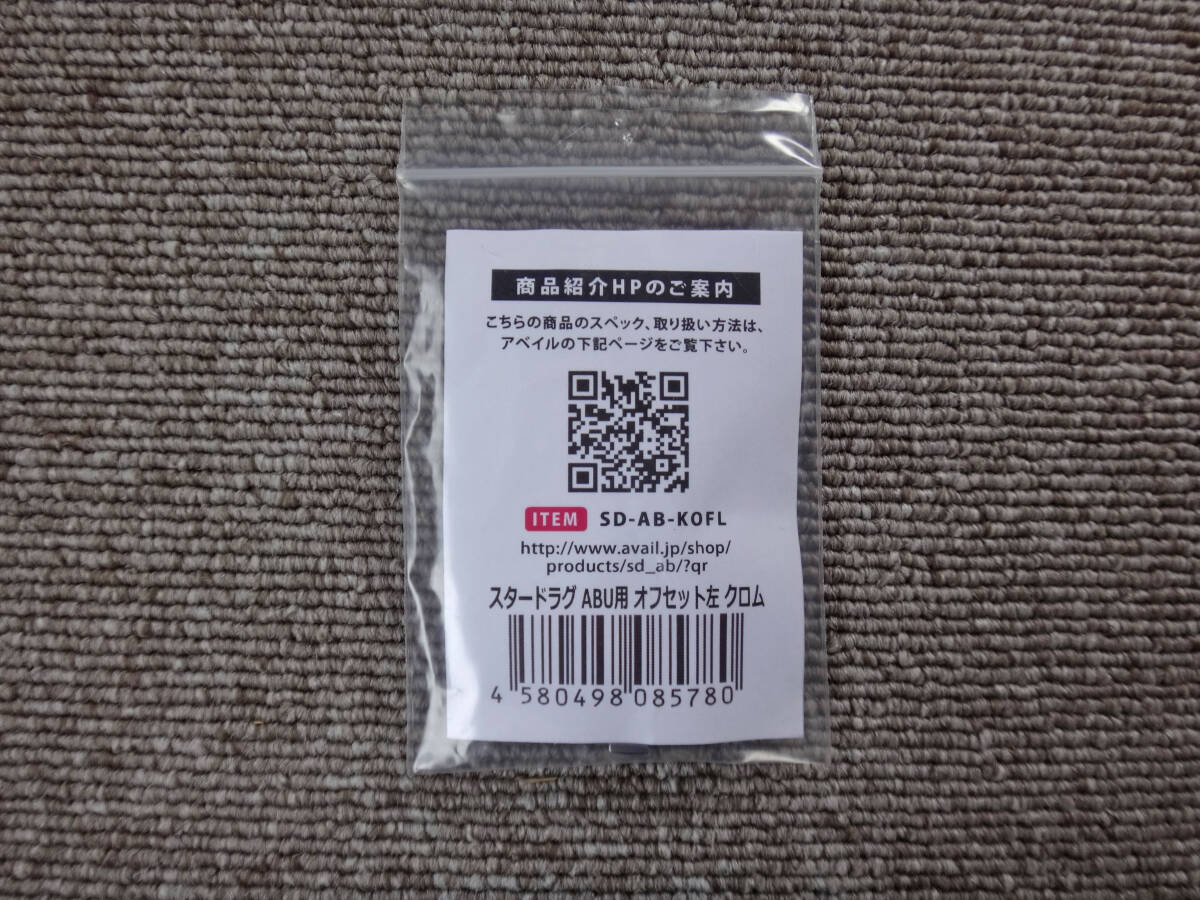 商品紹介HPのご案内
こちらの商品のスペック、取り扱い方法は、
アベイルの下記ページをご覧下さい。
ITEM SD-AB-KOFL
http://www.avail.jp/shop/
products/sd_ab/?qr
スタードラグ ABU用 オフセット左 クロム
4 580498 085780